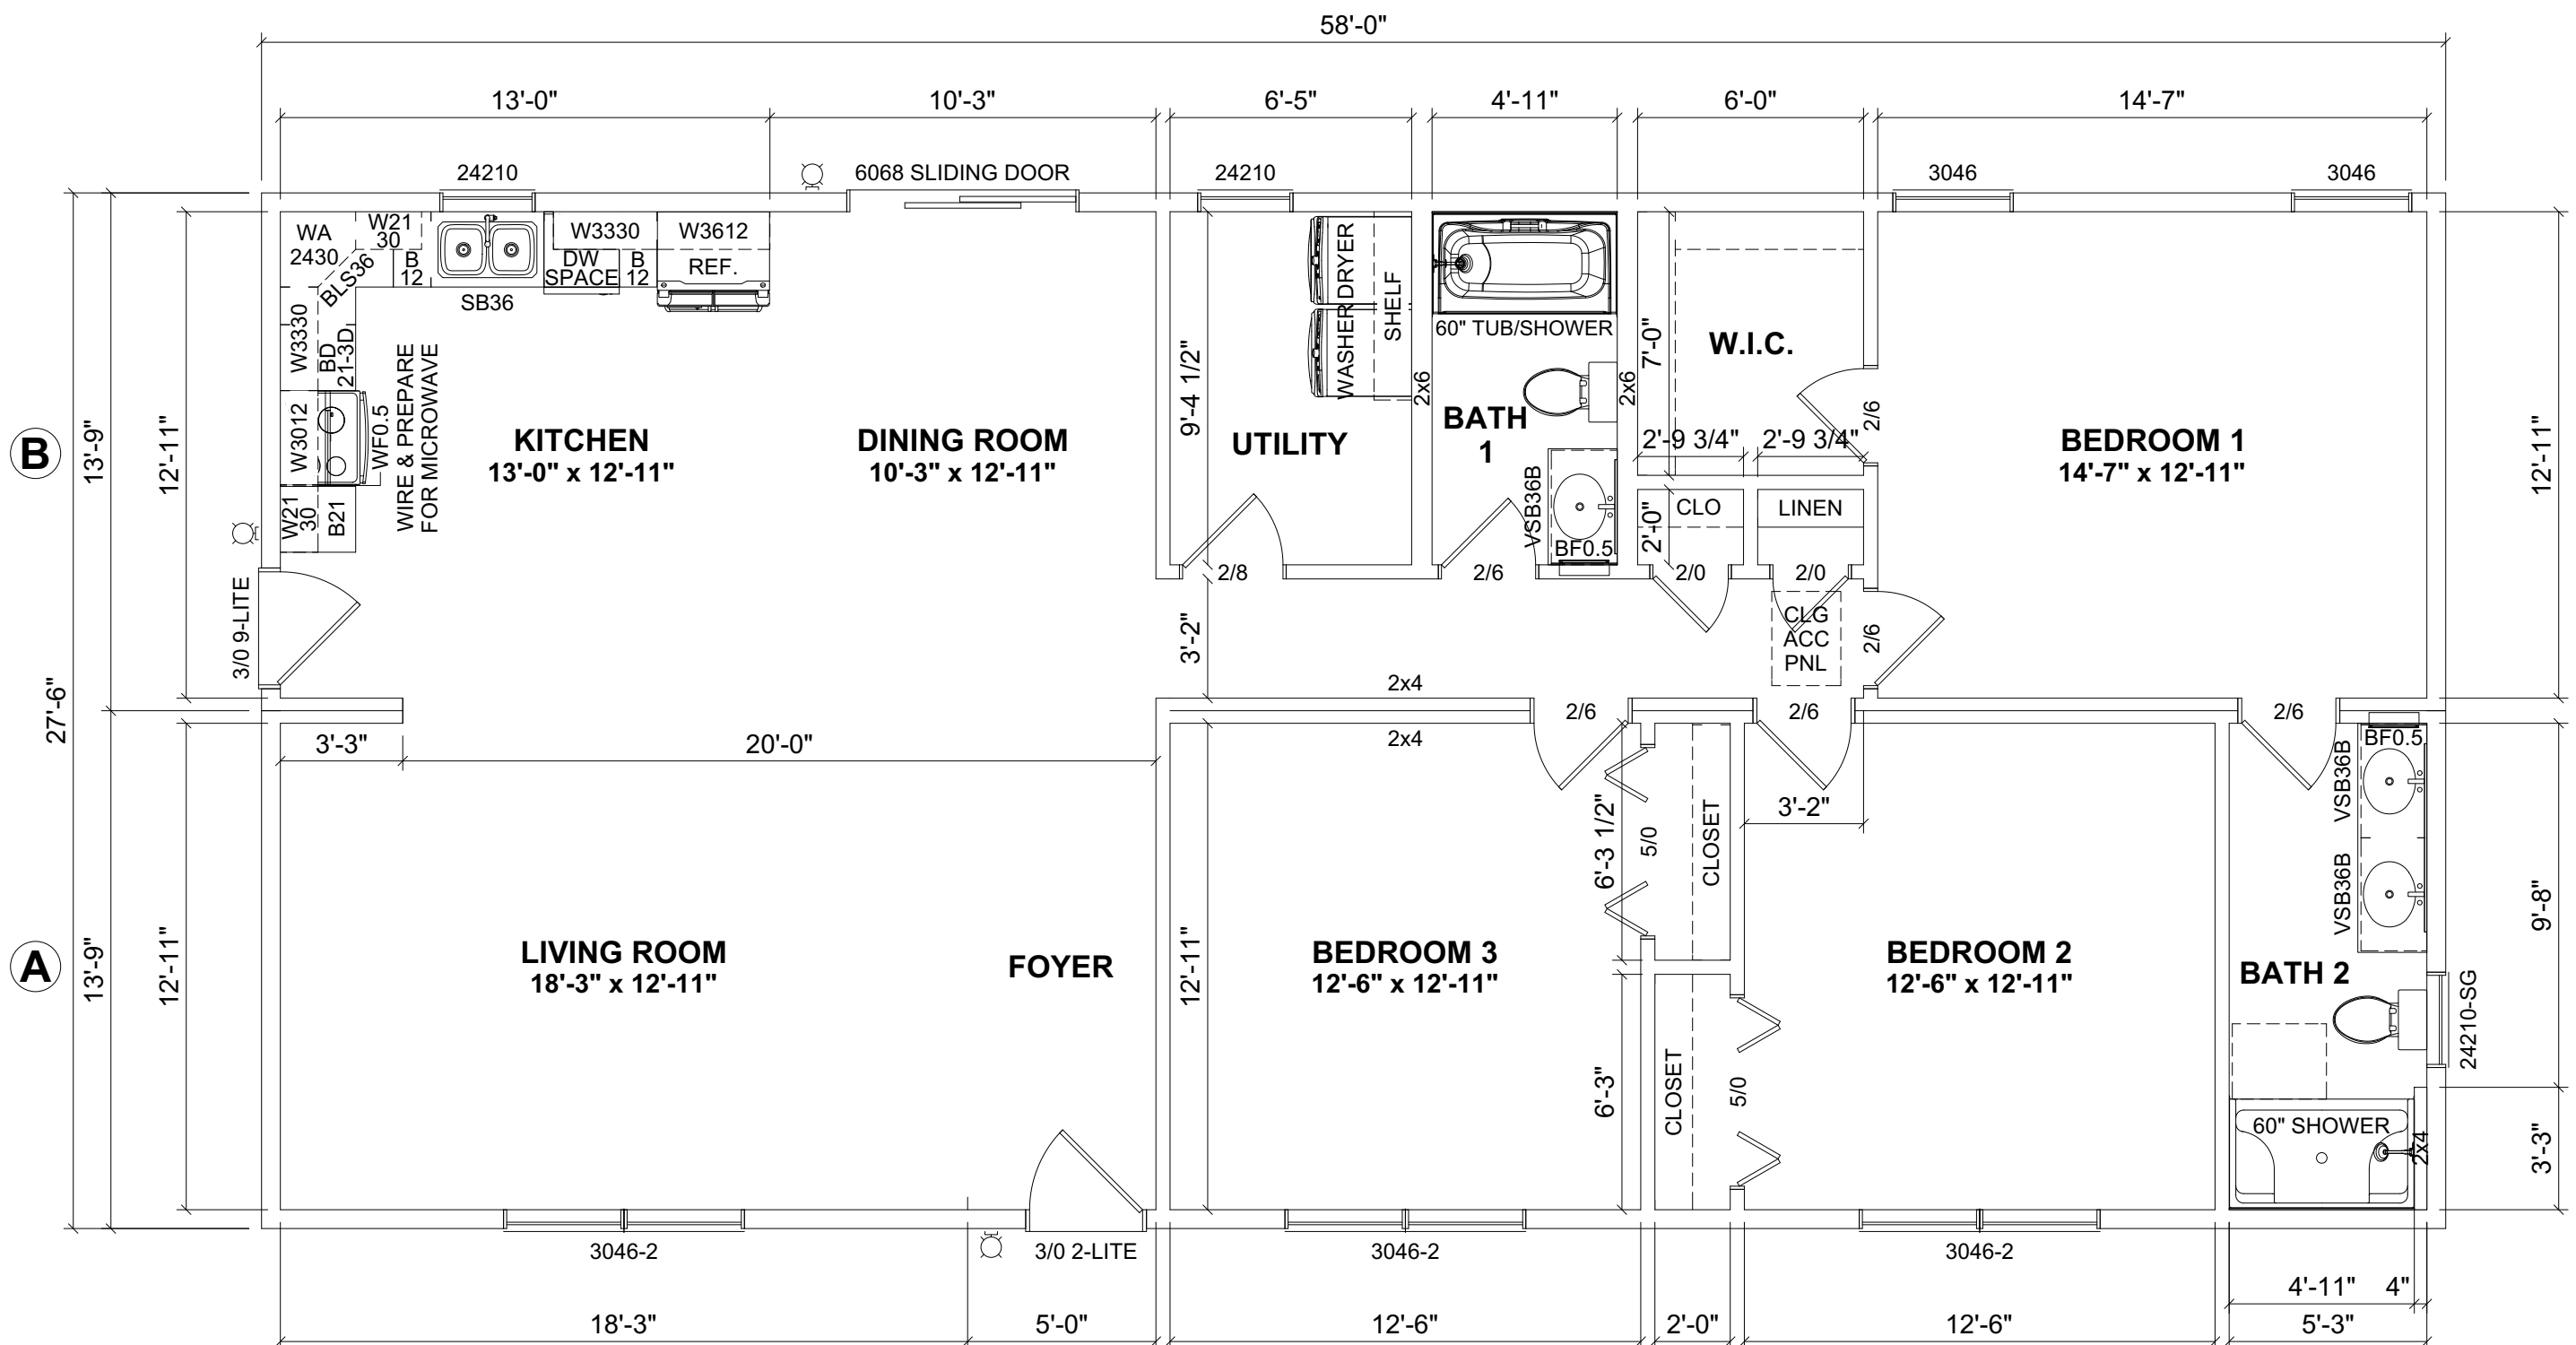 58'-0"
13'-0"
10'-3"
6'-5"
4'-11"
6'-0"
14'-7"
24210
6068 SLIDING DOOR
24210
3046
3046
WA
2430
W21
30
BLS36
B
12
SB36
W3330
DW
SPACE
B
12
W3612
REF.
W3330
BD
21-3D
W3012
WF0.5
WIRE & PREPARE
FOR MICROWAVE
W21
30
B21
KITCHEN
13'-0" x 12'-11"
DINING ROOM
10'-3" x 12'-11"
9'-4 1/2"
UTILITY
WASHER
DRYER
SHELF
2x6
60" TUB/SHOWER
BATH
1
VSB36B
BF0.5
2x6
7'-0"
W.I.C.
2/6
2'-9 3/4"
2'-9 3/4"
2'-0"
CLO
LINEN
BEDROOM 1
14'-7" x 12'-11"
12'-11"
B
13'-9"
12'-11"
27'-6"
3/0 9-LITE
2/8
2/6
2/0
2/0
CLG
ACC
PNL
2/6
3'-2"
2x4
2x4
2/6
2/6
2/6
3'-3"
20'-0"
3'-2"
6'-3 1/2"
5/0
CLOSET
BF0.5
VSB36B
VSB36B
9'-8"
A
13'-9"
12'-11"
LIVING ROOM
18'-3" x 12'-11"
FOYER
12'-11"
BEDROOM 3
12'-6" x 12'-11"
BEDROOM 2
12'-6" x 12'-11"
BATH 2
24210-SG
6'-3"
CLOSET
5/0
60" SHOWER
2x4
3'-3"
3046-2
3/0 2-LITE
3046-2
3046-2
4'-11"
4"
18'-3"
5'-0"
12'-6"
2'-0"
12'-6"
5'-3"